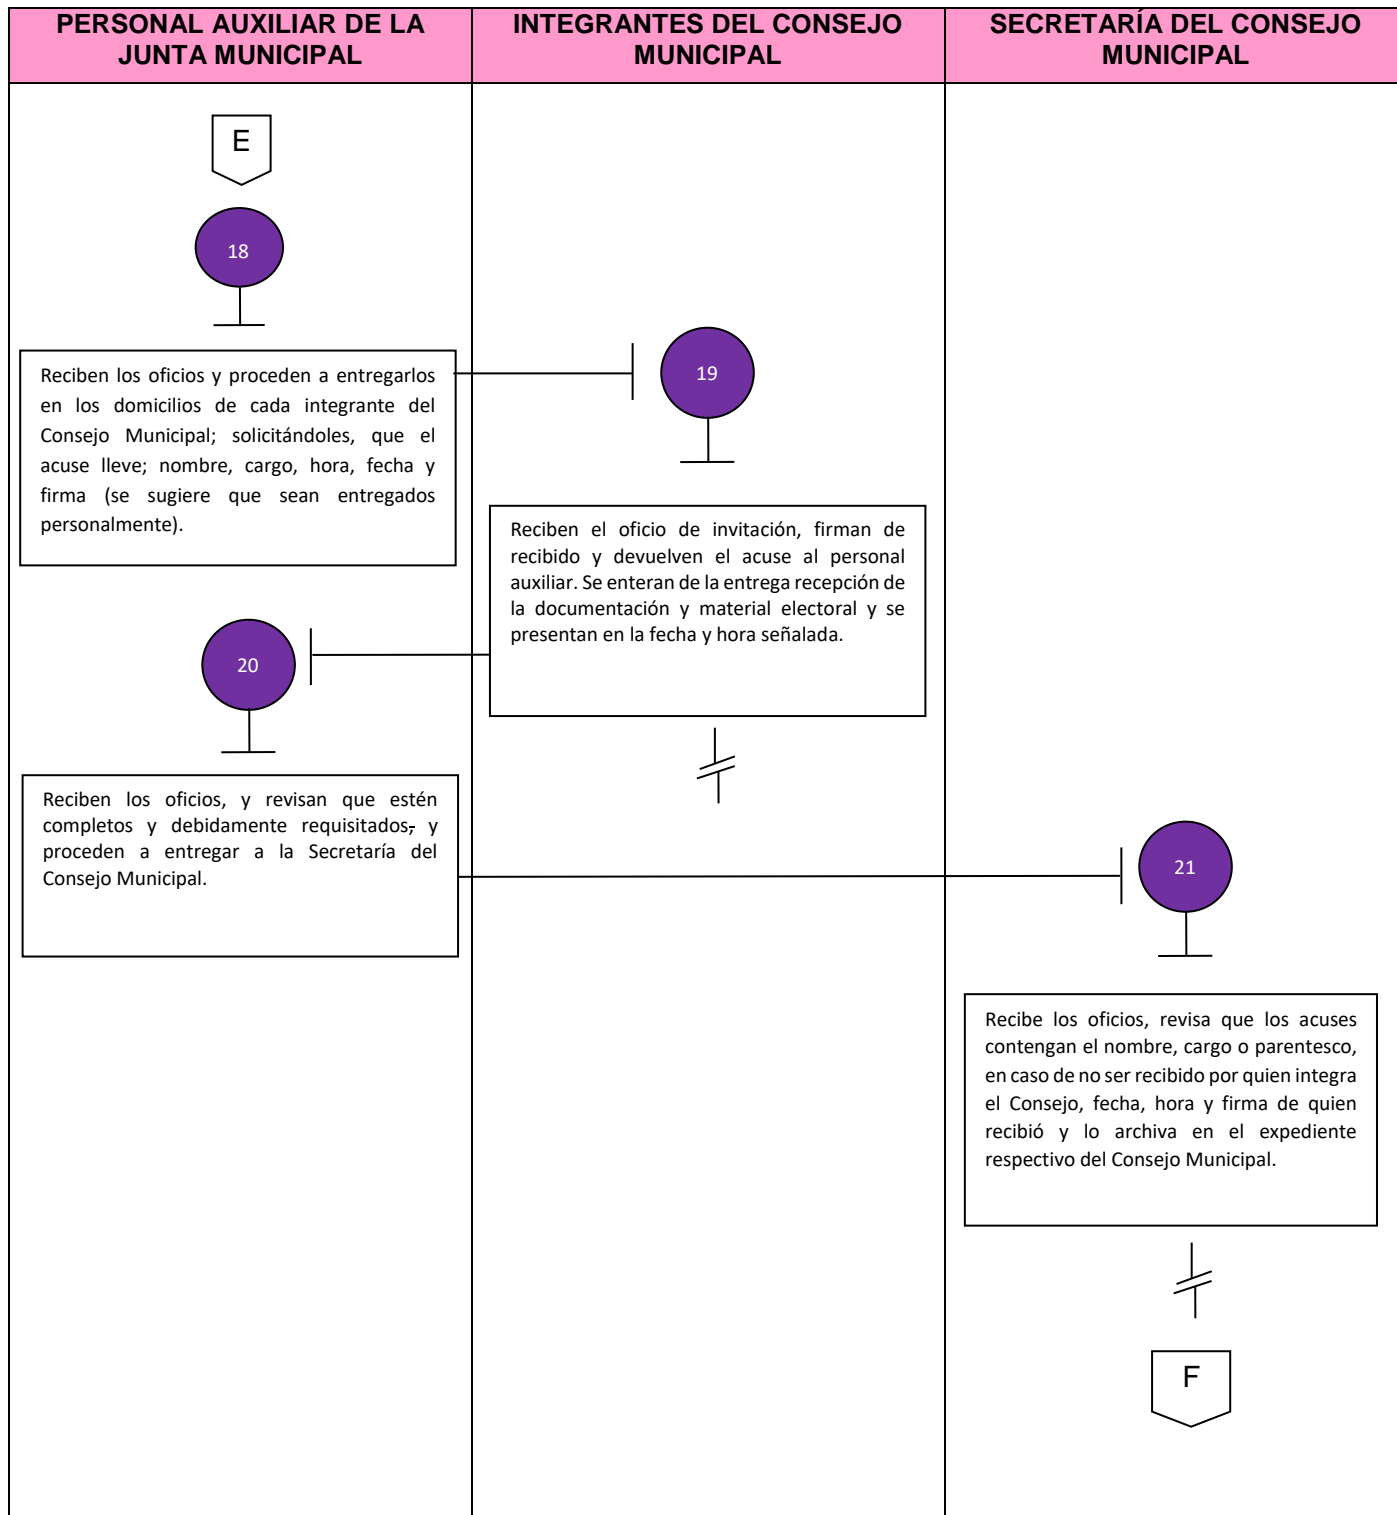 PERSONAL AUXILIAR DE LA
JUNTA MUNICIPAL
INTEGRANTES DEL CONSEJO
MUNICIPAL
SECRETARÍA DEL CONSEJO
MUNICIPAL
E
18
Reciben los oficios y proceden a entregarlos
en los domicilios de cada integrante del
Consejo Municipal; solicitándoles, que el
acuse lleve; nombre, cargo, hora, fecha y
firma (se sugiere que sean entregados
personalmente).
19
Reciben el oficio de invitación, firman de
recibido y devuelven el acuse al personal
auxiliar. Se enteran de la entrega recepción de
la documentación y material electoral y se
presentan en la fecha y hora señalada.
20
Reciben los oficios, y revisan que estén
completos y debidamente requisitados, y
proceden a entregar a la Secretaría del
Consejo Municipal.
21
Recibe los oficios, revisa que los acuses
contengan el nombre, cargo o parentesco,
en caso de no ser recibido por quien integra
el Consejo, fecha, hora y firma de quien
recibió y lo archiva en el expediente
respectivo del Consejo Municipal.
F